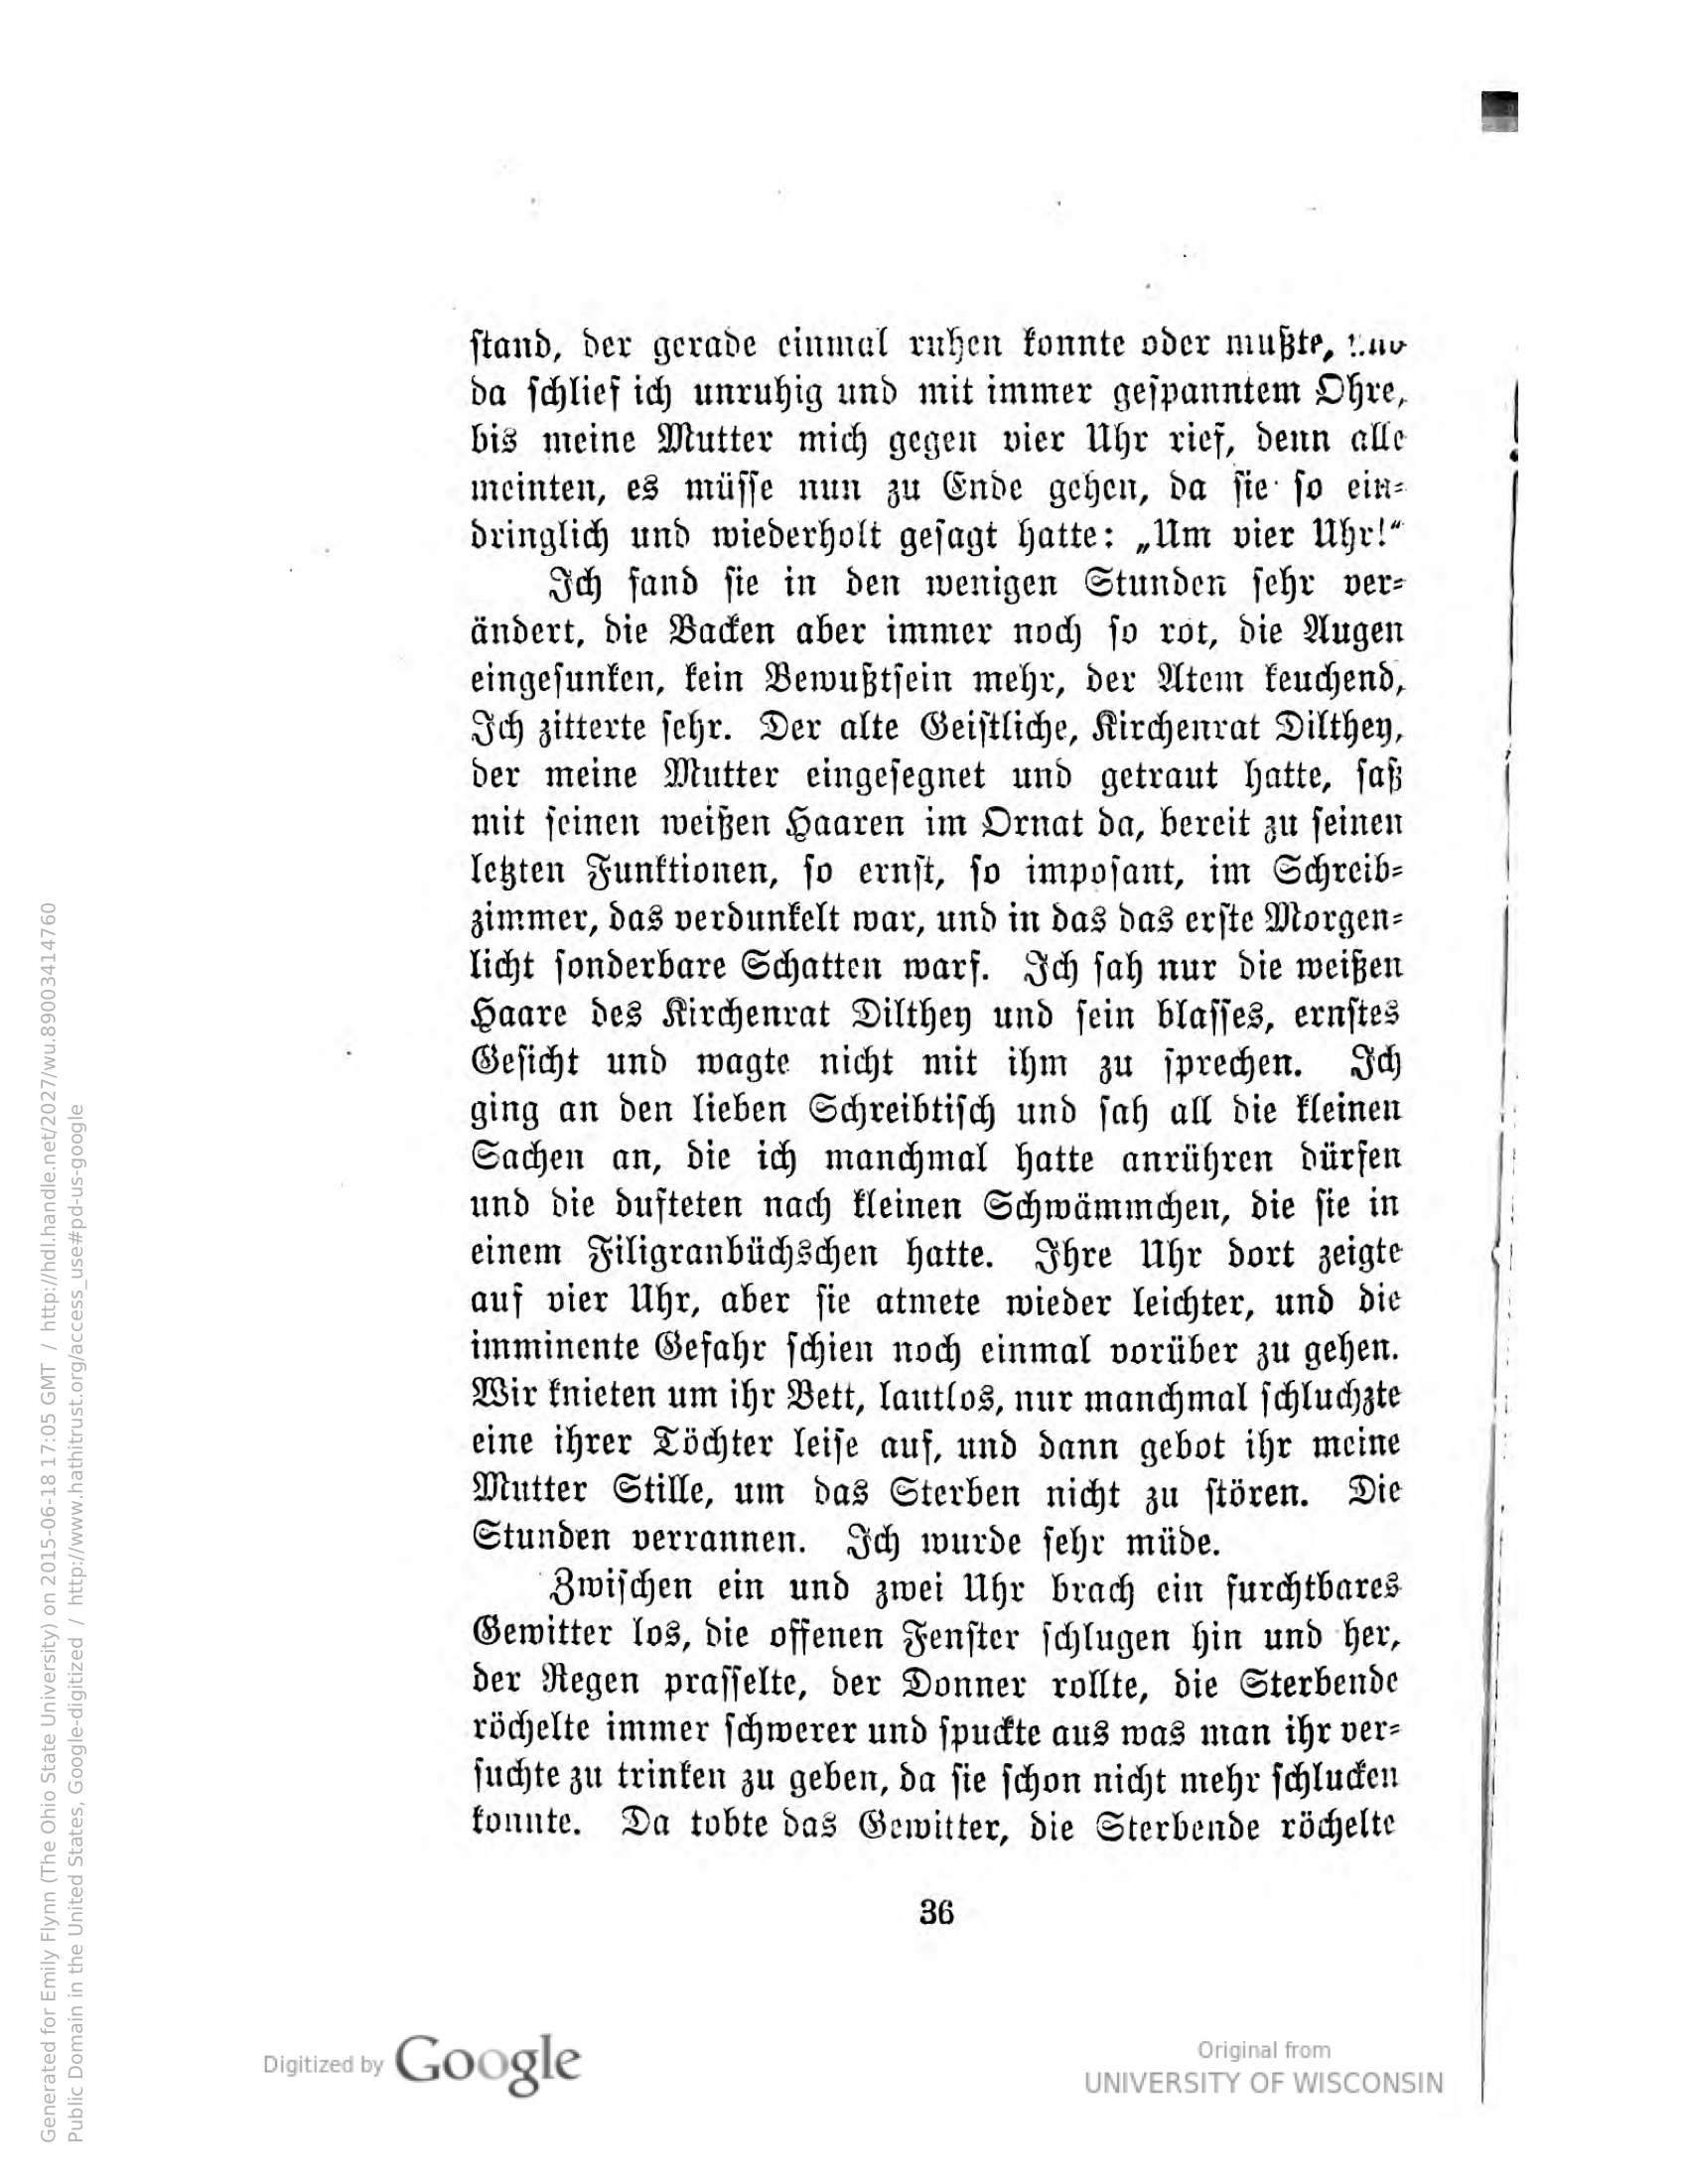 stand, der gerade einmal ruhen konnte oder mußte,
da schlief ich unruhig und mit immer gespanntem Ohre,
bis meine Mutter mich gegen vier Uhr rief, denn alle
meinten, es müsse nun zu Ende gehen, da sie so ein-
dringlich und wiederholt gesagt hatte: „Um vier Uhr!“
Ich fand sie in den wenigen Stunden sehr ver-
ändert, die Backen aber immer noch so rot, die Augen
eingesunken, kein Bewußtsein mehr, der Atem keuchend,
Ich zitterte sehr. Der alte Geistliche, Kirchenrat Dilthey,
der meine Mutter eingesegnet und getraut hatte, saß
mit seinen weißen Haaren im Ornat da, bereit zu seinen
letzten Funktionen, so ernst, so imposant, im Schreib-
zimmer, das verdunkelt war, und in das das erste Morgen-
licht sonderbare Schatten warf. Ich sah nur die weißen
Haare des Kirchenrat Dilthey und sein blasses, ernstes
Gesicht und wagte nicht mit ihm zu sprechen. Ich
ging an den lieben Schreibtisch und sah all die kleinen
Sachen an, die ich manchmal hatte anrühren dürfen
und die dufteten nach kleinen Schwämmchen, die sie in
einem Filigranbüchschen hatte. Ihre Uhr dort zeigte
auf vier Uhr, aber sie atmete wieder leichter, und die
imminente Gefahr schien noch einmal vorüber zu gehen.
Wir knieten um ihr Bett, lautlos, nur manchmal schluchzte
eine ihrer Töchter leise auf, und dann gebot ihr meine
Mutter Stille, um das Sterben nicht zu stören. Die
Stunden verrannen. Ich wurde sehr müde.
Zwischen ein und zwei Uhr brach ein furchtbares
Gewitter los, die offenen Fenster schlugen hin und her,
der Regen prasselte, der Donner rollte, die Sterbende
röchelte immer schwerer und spuckte aus was man ihr ver-
suchte zu trinken zu geben, da sie schon nicht mehr schlucken
konnte. Da tobte das Gewitter, die Sterbende röchelte
36
Digitized by Google
Original from
UNIVERSITY OF WISCONSIN
Generated for Emily Flynn (The Ohio State University) on 2015-06-18 17:05 GMT / http://hdl.handle.net/2027/wu.89003414760
Public Domain in the United States, Google-digitized / http://www.hathitrust.org/access_use#pd-us-google